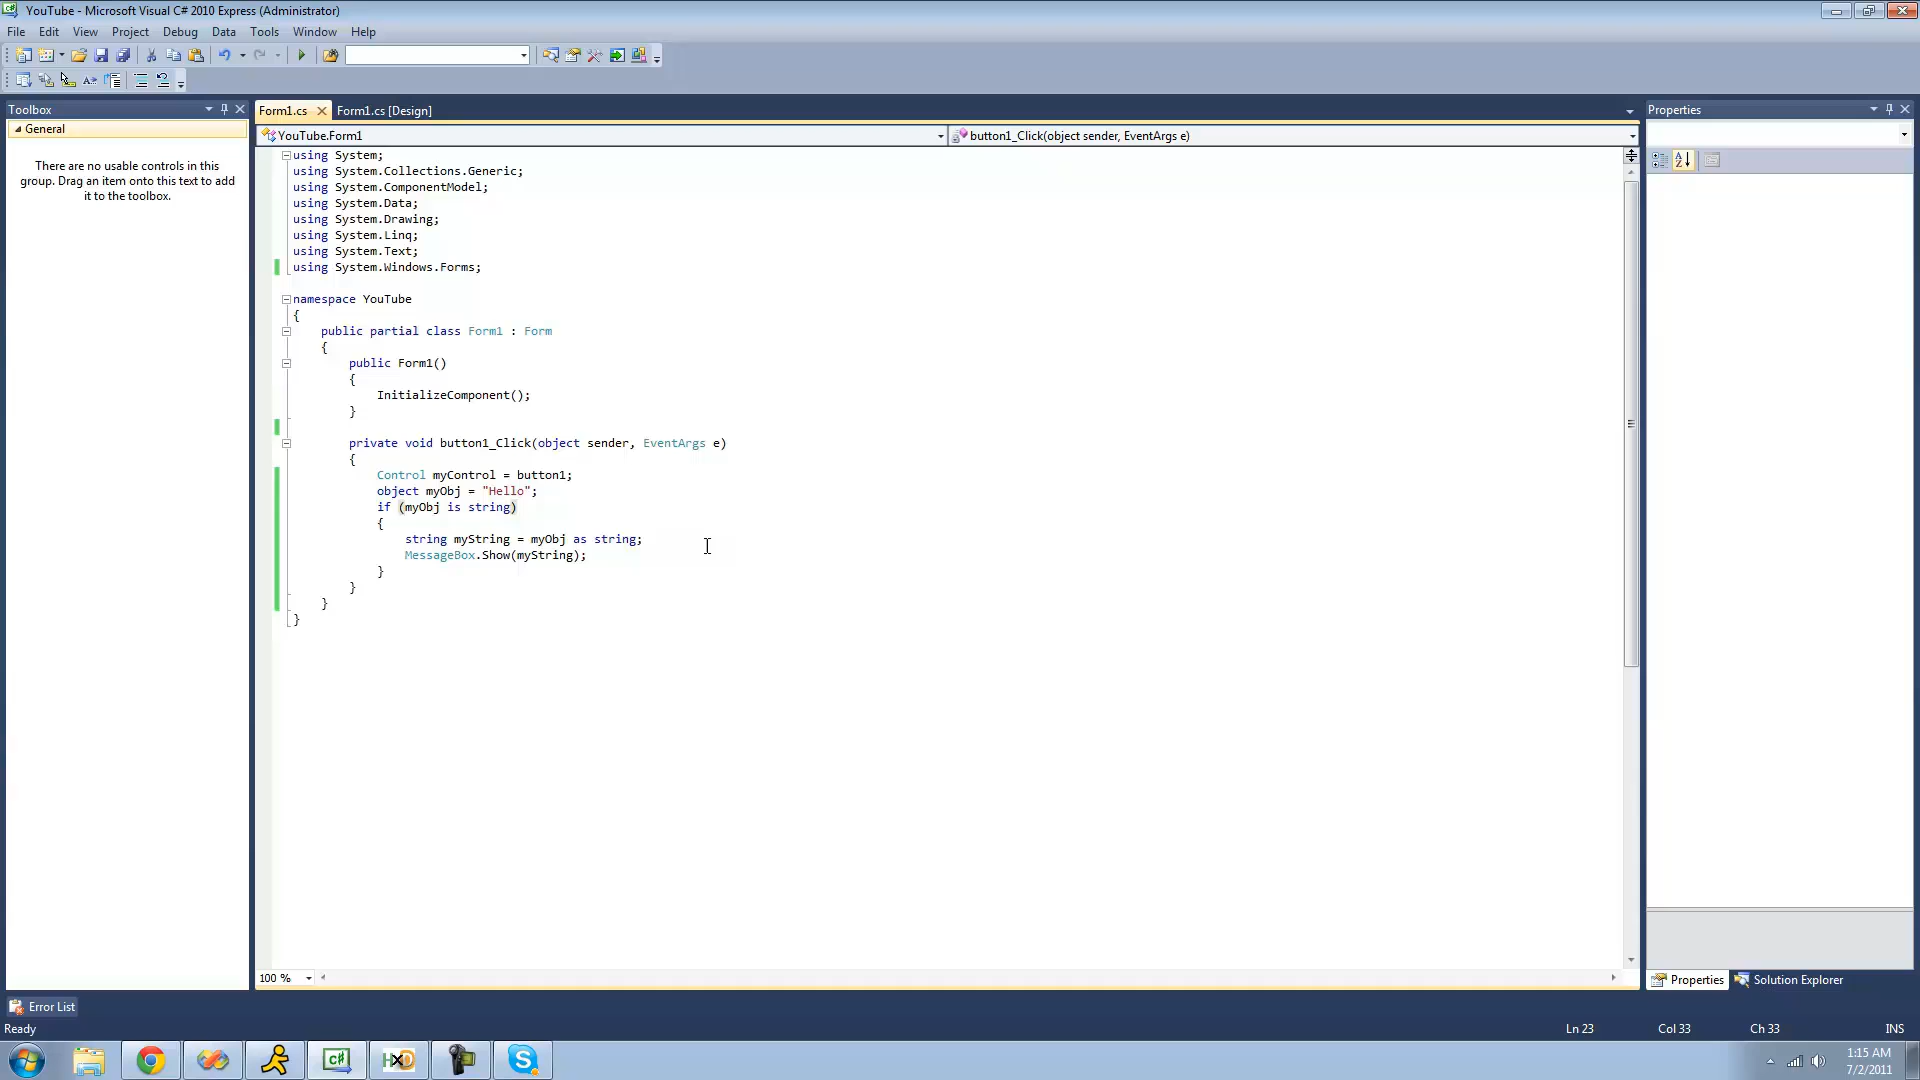 YouTube - Microsoft Visual C# 2010 Express (Administrator)
File Edit View Project Debug Data Tools Window Help
Toolbox
General
There are no usable controls in this
group. Drag an item onto this text to add
it to the toolbox.
Form1.cs Form1.cs [Design]
YouTube.Form1 button1_Click(object sender, EventArgs e)
using System;
using System.Collections.Generic;
using System.ComponentModel;
using System.Data;
using System.Drawing;
using System.Linq;
using System.Text;
using System.Windows.Forms;
namespace YouTube
{
public partial class Form1 : Form
{
public Form1()
{
InitializeComponent();
}
private void button1_Click(object sender, EventArgs e)
{
Control myControl = button1;
object myObj = "Hello";
if (myObj is string)
{
string myString = myObj as string;
MessageBox.Show(myString);
}
}
}
}
100 %
Properties
Properties Solution Explorer
Error List
Ready Ln 23 Col 33 Ch 33 INS
1:15 AM
7/2/2011